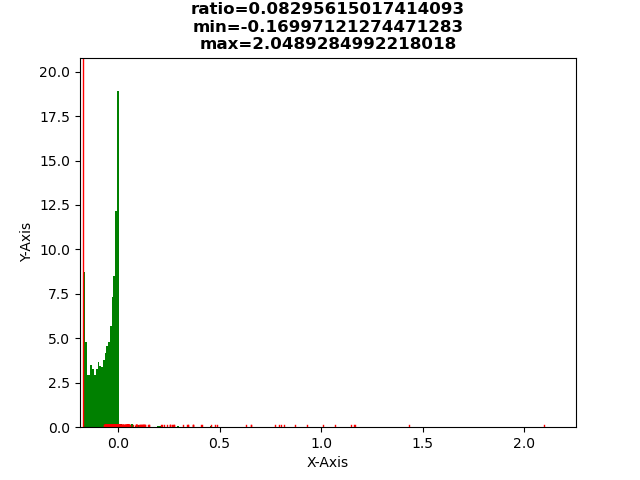 ratio=0.08295615017414093
min=-0.16997121274471283
max=2.0489284992218018
20.0
17.5
15.0
12.5
10.0
7.5
5.0
2.5
0.0
Y-Axis
0.0 0.5 1.0 1.5 2.0
X-Axis